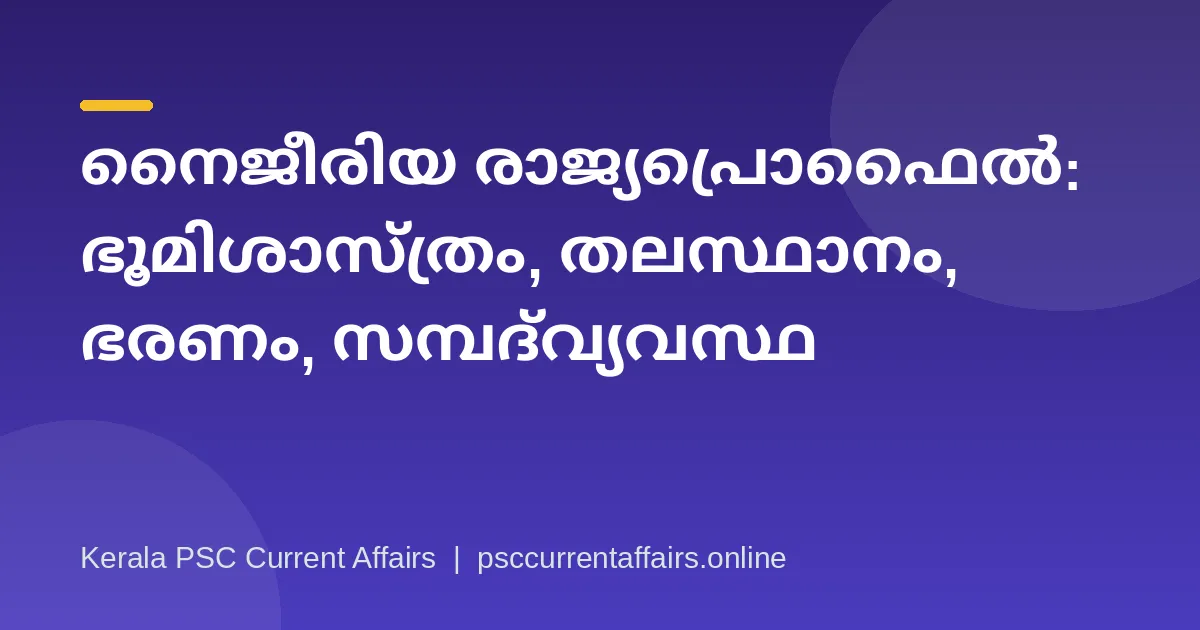 നൈജീരിയ രാജ്യപ്രൊഫൈൽ:
ഭൂമിശാസ്ത്രം, തലസ്ഥാനം,
ഭരണം, സമ്പദ്‌വ്യവസ്ഥ
Kerala PSC Current Affairs | psccurrentaffairs.online